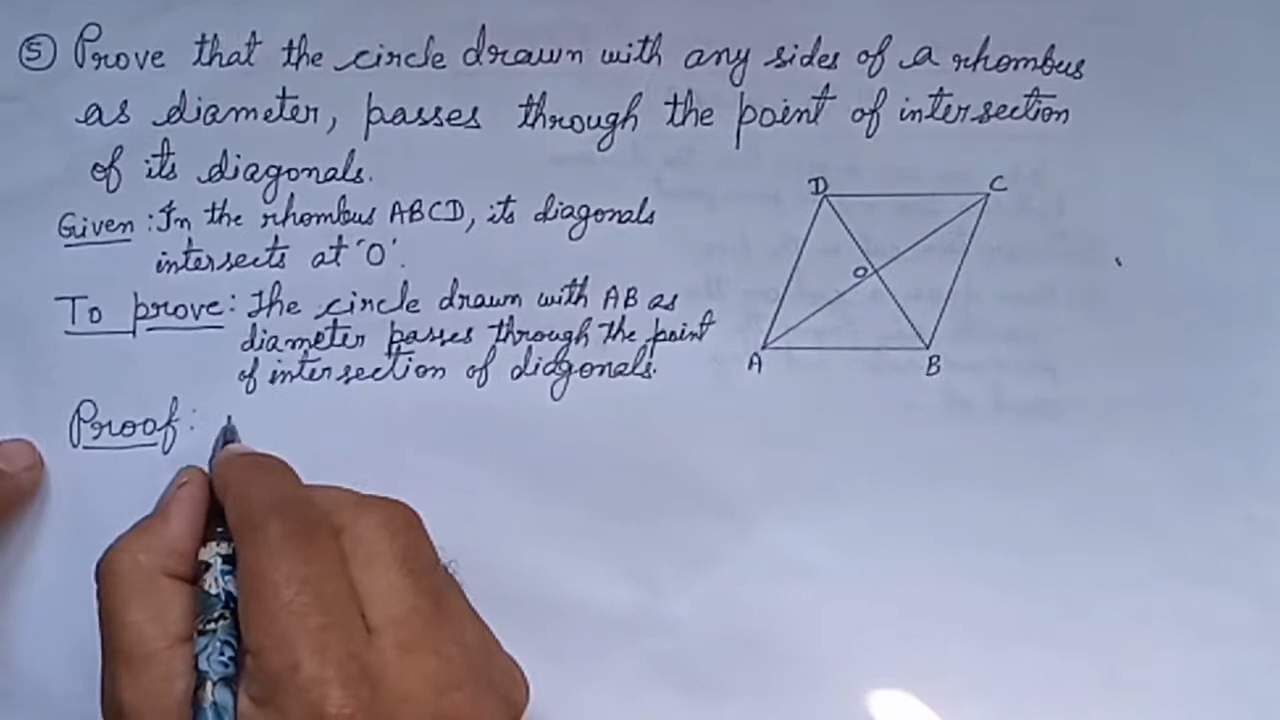 ⑤ Prove that the circle drawn with any sides of a rhombus
as diameter, passes through the point of intersection
of its diagonals.
Given: In the rhombus ABCD, its diagonals
intersects at 'O'.
To prove: The circle drawn with AB as
diameter passes through the point
of intersection of diagonals.
Proof:
D C
O
A B